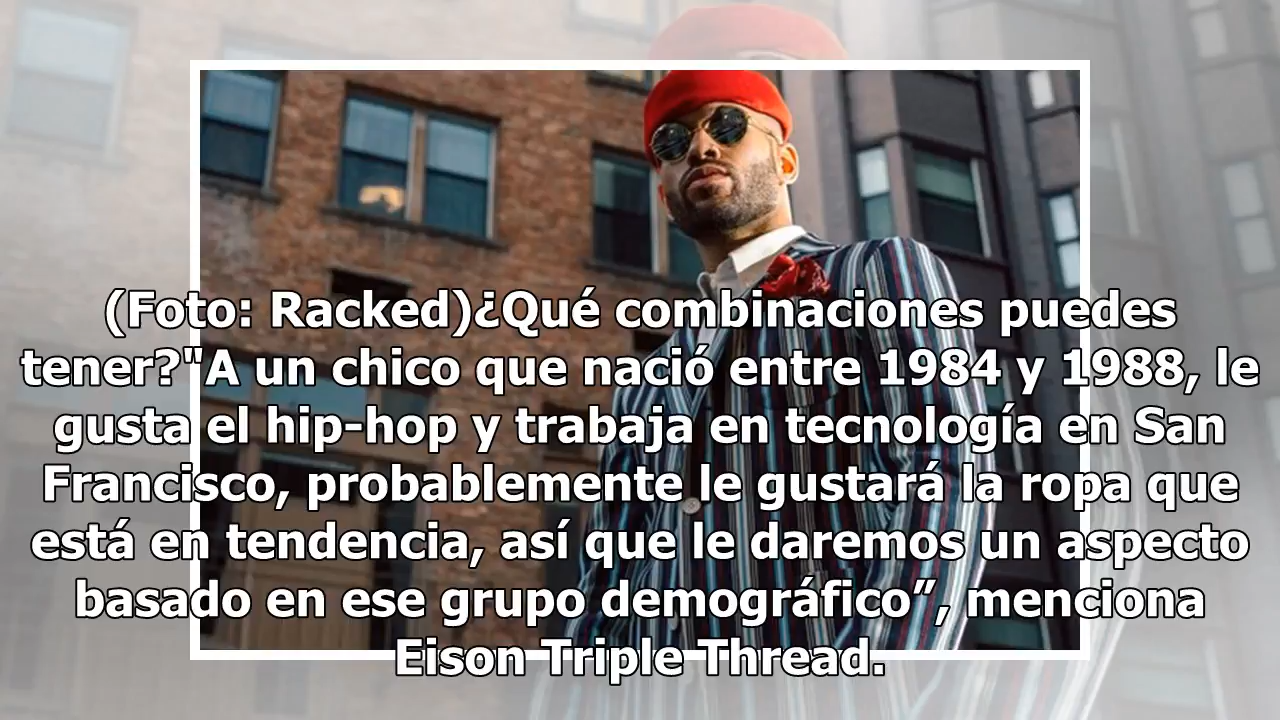 (Foto: Racked)¿Qué combinaciones puedes
tener?"A un chico que nació entre 1984 y 1988, le
gusta el hip-hop y trabaja en tecnología en San
Francisco, probablemente le gustará la ropa que
está en tendencia, así que le daremos un aspecto
basado en ese grupo demográfico”, menciona
Eison Triple Thread.